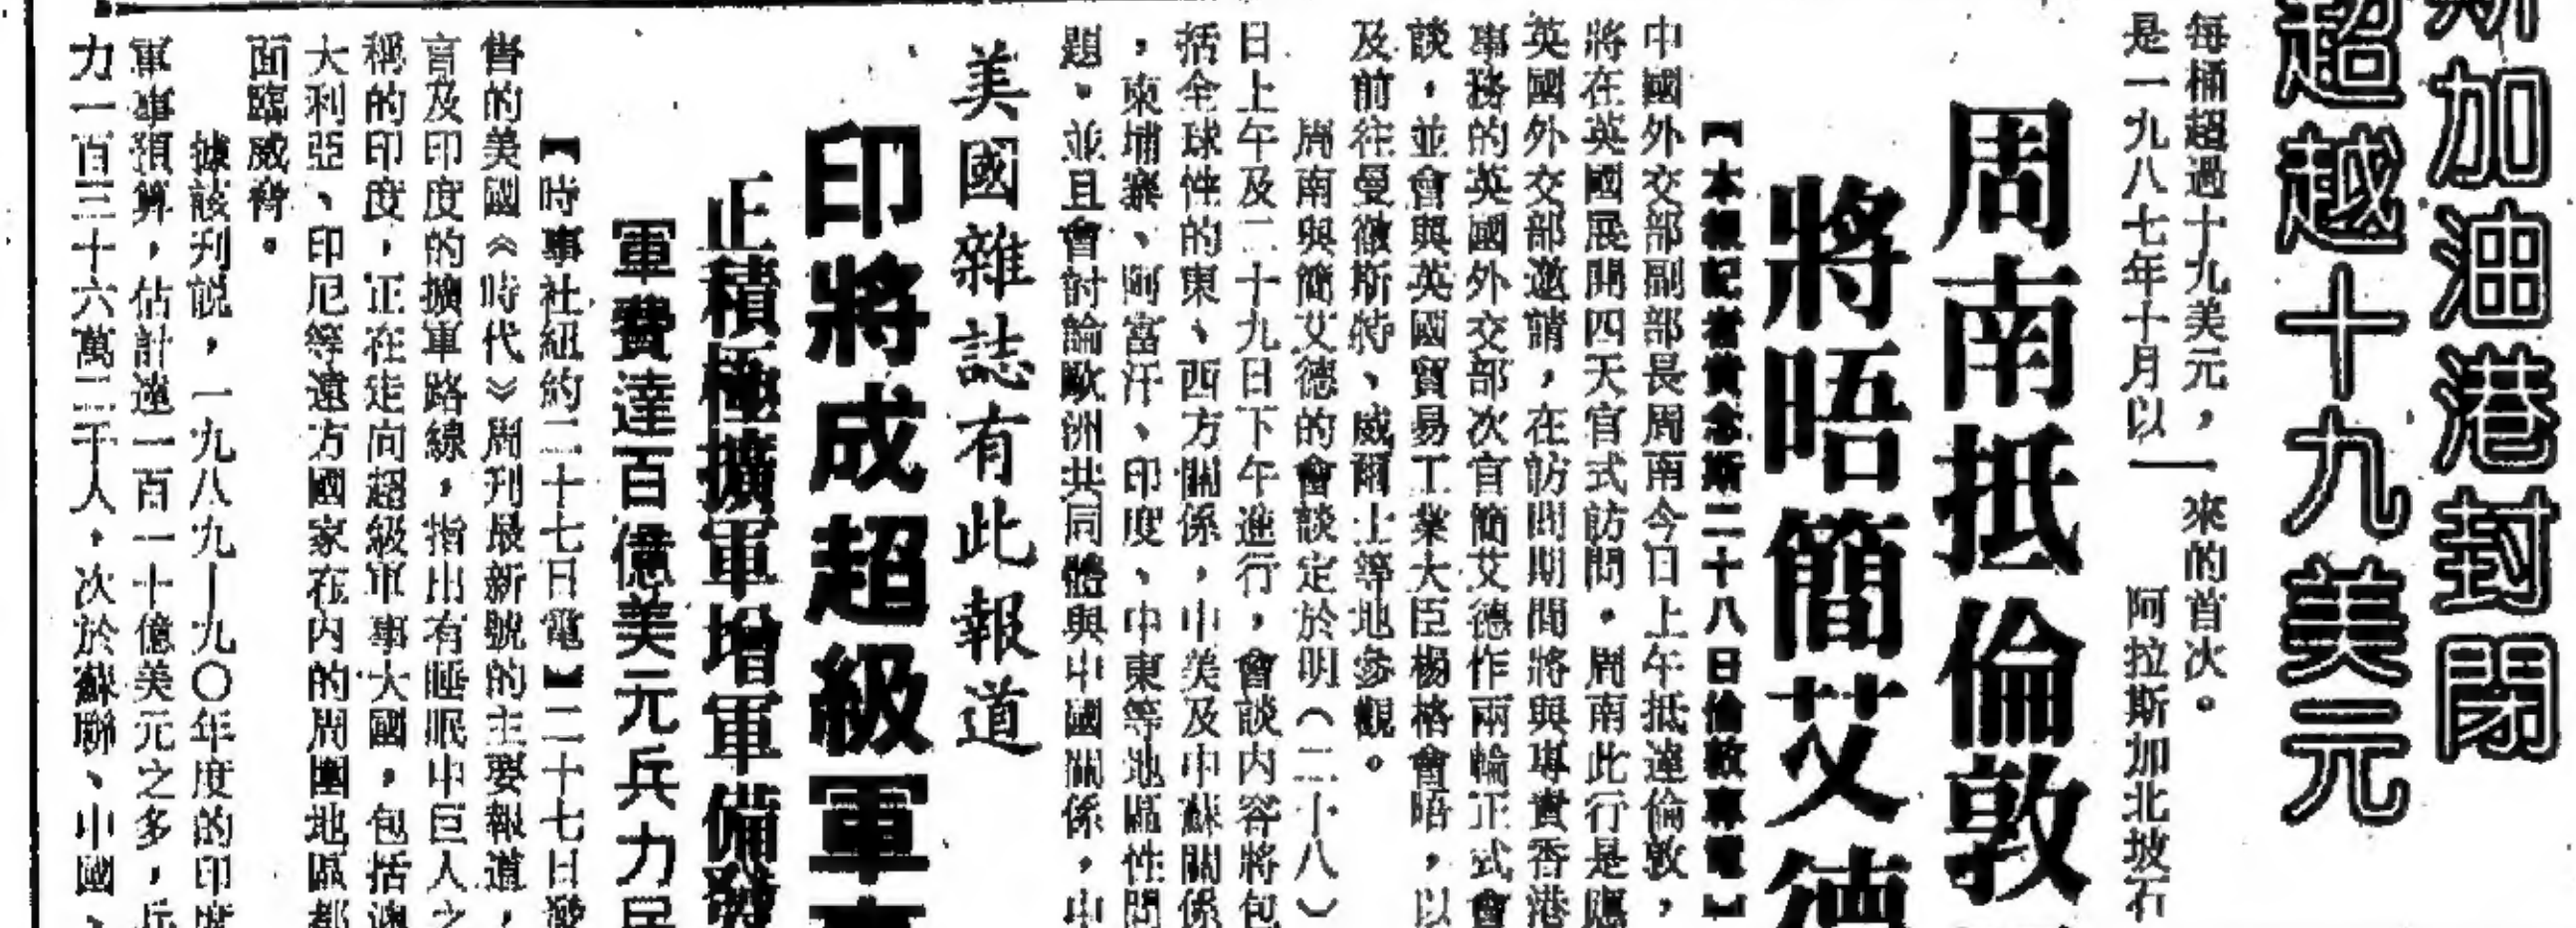 斯加油港封閉
超越十九美元
每桶超過十九美元，一來的首次。
是一九八七年十月以 阿拉斯加北坡石
周南抵倫敦
將晤簡艾德
【本報記者黃念斯二十八日倫敦專電】
中國外交部副部長周南今日上午抵達倫敦，
將在英國展開四天官式訪問。周南此行是應
英國外交部邀請，在訪問期間將與專責香港
事務的英國外交部次官簡艾德作兩輪正式會
談，並會與英國貿易工業大臣楊格會晤，以
及前往曼徹斯特、威爾士等地參觀。
周南與簡艾德的會談定於明（二十八）
日上午及二十九日下午進行，會談內容將包
括全球性的東、西方關係，中美及中蘇關係
，東埔寨、阿富汗、印度、中東等地區性問
題。並且會討論歐洲共同體與中國關係，中
美國雜誌有此報道
印將成超級軍事
正積極擴軍增軍備發
軍費達百億美元兵力居
【時事社紐約二十七日電】二十七日發
售的美國《時代》周刊最新號的主要報道，
言及印度的擴軍路線，指出有睡眠中巨人之
稱的印度，正在走向超級軍事大國，包括澳
大利亞、印尼等遠方國家在內的周圍地區都
面臨威脅。
據該刊說，一九八九—九〇年度的印度
軍事預算，估計達一百一十億美元之多，兵
力一百三十六萬二千人，次於蘇聯、中國、